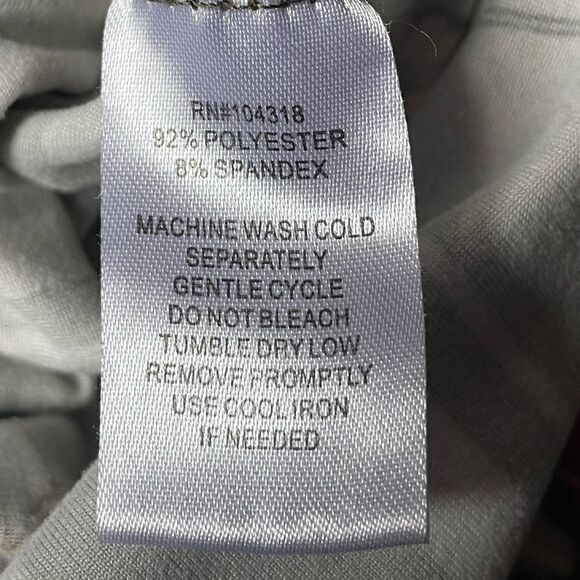 RN#104318
92% POLYESTER
8% SPANDEX
MACHINE WASH COLD
SEPARATELY
GENTLE CYCLE
DO NOT BLEACH
TUMBLE DRY LOW
REMOVE PROMPTLY
USE COOL IRON
IF NEEDED